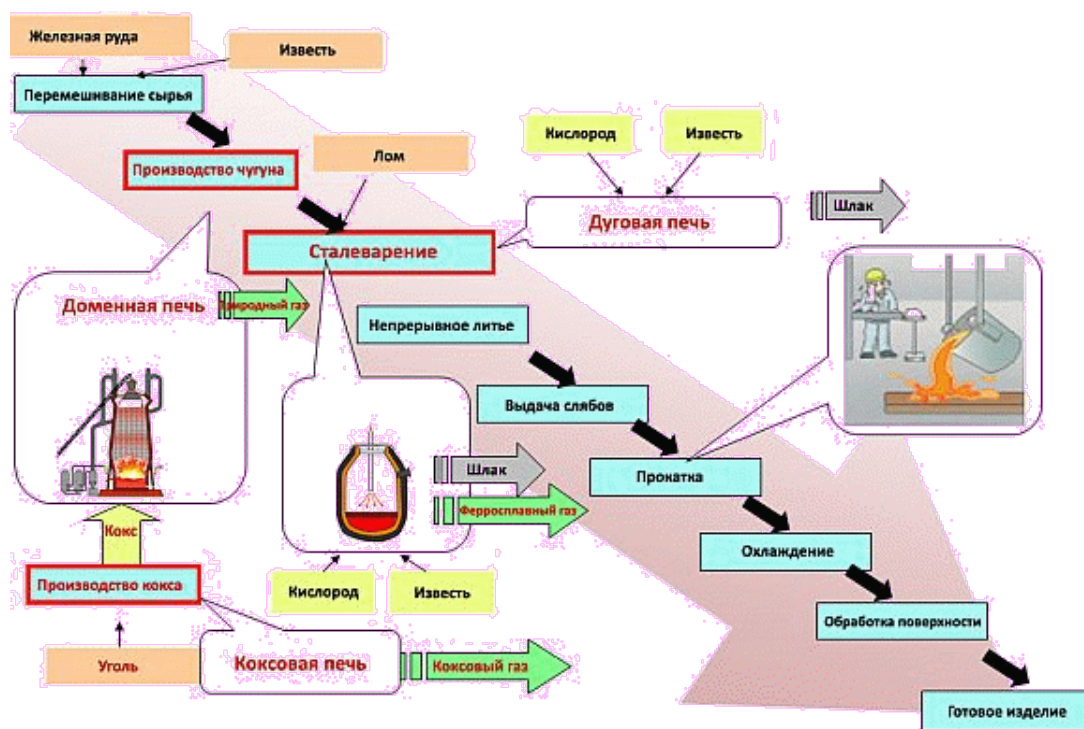 Железная руда
Известь
Перемешивание сырья
Кислород
Известь
Лом
Производство чугуна
Шлак
Дуговая печь
Сталеварение
Доменная печь
Природный газ
Непрерывное литье
Выдача слябов
Шлак
Прокатка
Ферросплавный газ
Кокс
Охлаждение
Производство кокса
Кислород
Известь
Обработка поверхности
Уголь
Коксовая печь
Коксовый газ
Готовое изделие